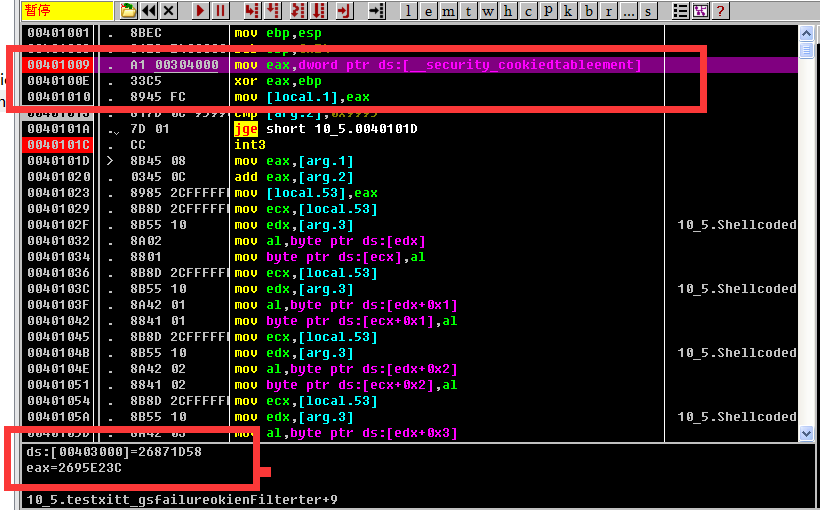 暂停
l e m t w h c p k b r ... s
?
00401001 . 8BEC mov ebp,esp
00401009 . A1 00304000 mov eax,dword ptr ds:[__security_cookiedtableement]
0040100E . 33C5 xor eax,ebp
00401010 . 8945 FC mov [local.1],eax
cmp [arg.2],0x9999
0040101A . 7D 01 jge short 10_5.0040101D
0040101C . CC int3
0040101D > 8B45 08 mov eax,[arg.1]
00401020 . 0345 0C add eax,[arg.2]
00401023 . 8985 2CFFFFFF mov [local.53],eax
00401029 . 8B8D 2CFFFFFF mov ecx,[local.53]
0040102F . 8B55 10 mov edx,[arg.3] 10_5.Shellcoded
00401032 . 8A02 mov al,byte ptr ds:[edx]
00401034 . 8801 mov byte ptr ds:[ecx],al
00401036 . 8B8D 2CFFFFFF mov ecx,[local.53]
0040103C . 8B55 10 mov edx,[arg.3] 10_5.Shellcoded
0040103F . 8A42 01 mov al,byte ptr ds:[edx+0x1]
00401042 . 8841 01 mov byte ptr ds:[ecx+0x1],al
00401045 . 8B8D 2CFFFFFF mov ecx,[local.53]
0040104B . 8B55 10 mov edx,[arg.3] 10_5.Shellcoded
0040104E . 8A42 02 mov al,byte ptr ds:[edx+0x2]
00401051 . 8841 02 mov byte ptr ds:[ecx+0x2],al
00401054 . 8B8D 2CFFFFFF mov ecx,[local.53]
0040105A . 8B55 10 mov edx,[arg.3] 10_5.Shellcoded
0040105D . 8A42 03 mov al,byte ptr ds:[edx+0x3]
ds:[00403000]=26871D58
eax=2695E23C
10_5.testxitt_gsfailureokienFilterter+9